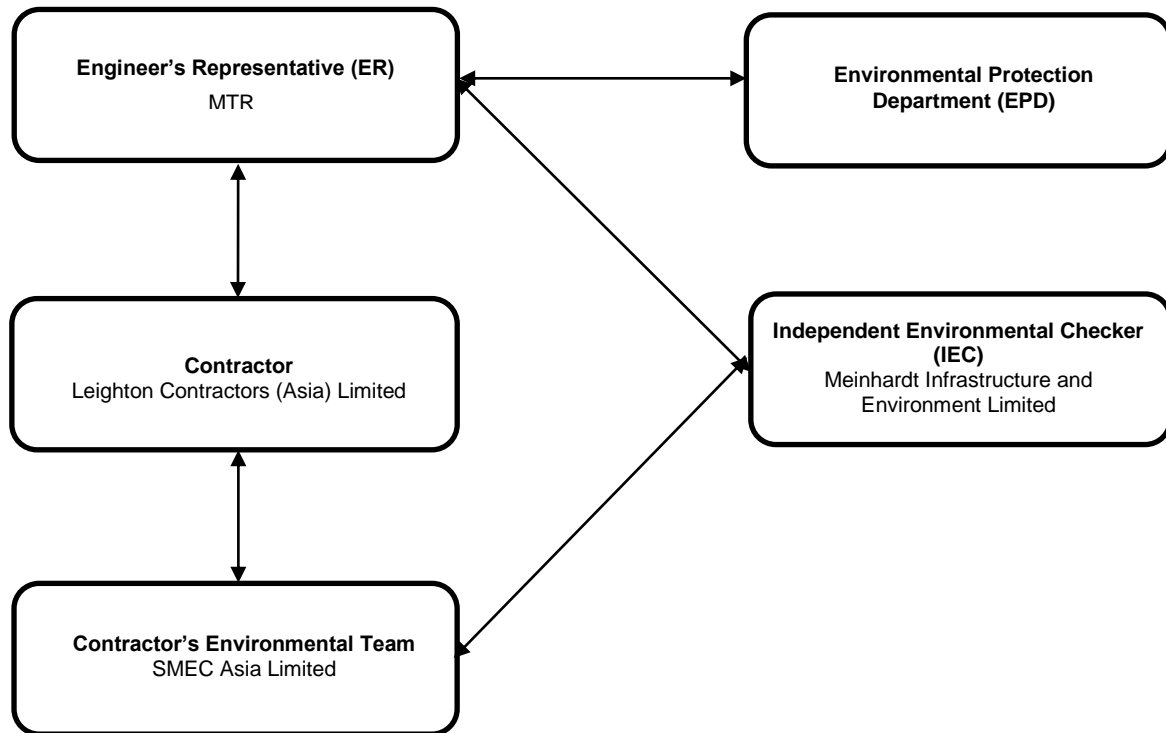 Engineer’s Representative (ER)
MTR
Environmental Protection
Department (EPD)
Contractor
Leighton Contractors (Asia) Limited
Independent Environmental Checker
(IEC)
Meinhardt Infrastructure and
Environment Limited
Contractor’s Environmental Team
SMEC Asia Limited